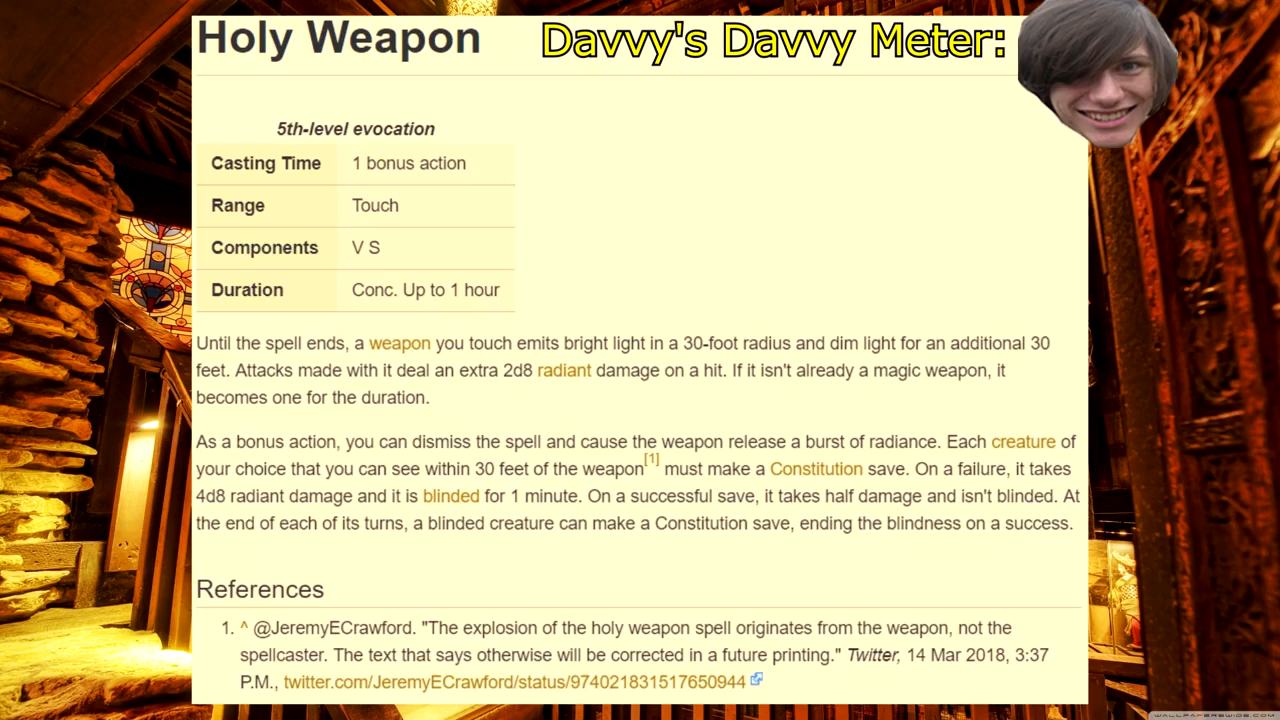 Holy Weapon
Davvy's Davvy Meter:
5th-level evocation
Casting Time 1 bonus action
Range Touch
Components V S
Duration Conc. Up to 1 hour
Until the spell ends, a weapon you touch emits bright light in a 30-foot radius and dim light for an additional 30
feet. Attacks made with it deal an extra 2d8 radiant damage on a hit. If it isn't already a magic weapon, it
becomes one for the duration.
As a bonus action, you can dismiss the spell and cause the weapon release a burst of radiance. Each creature of
your choice that you can see within 30 feet of the weapon[1] must make a Constitution save. On a failure, it takes
4d8 radiant damage and it is blinded for 1 minute. On a successful save, it takes half damage and isn't blinded. At
the end of each of its turns, a blinded creature can make a Constitution save, ending the blindness on a success.
References
1. ^ @JeremyECrawford. "The explosion of the holy weapon spell originates from the weapon, not the
spellcaster. The text that says otherwise will be corrected in a future printing." Twitter, 14 Mar 2018, 3:37
P.M., twitter.com/JeremyECrawford/status/974021831517650944
WALLPAPERSWIDE.COM